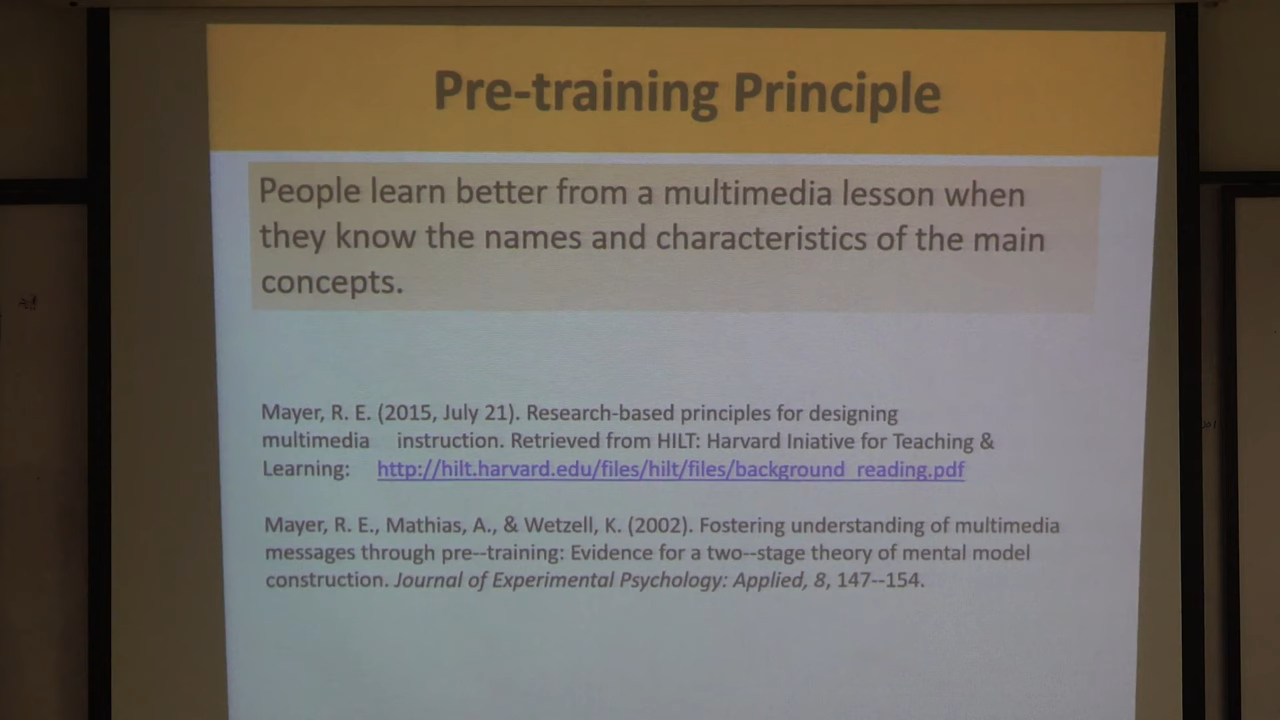 Pre-training Principle
People learn better from a multimedia lesson when
they know the names and characteristics of the main
concepts.
Mayer, R. E. (2015, July 21). Research-based principles for designing
multimedia instruction. Retrieved from HILT: Harvard Iniative for Teaching &
Learning: http://hilt.harvard.edu/files/hilt/files/background_reading.pdf
Mayer, R. E., Mathias, A., & Wetzell, K. (2002). Fostering understanding of multimedia
messages through pre--training: Evidence for a two--stage theory of mental model
construction. Journal of Experimental Psychology: Applied, 8, 147--154.